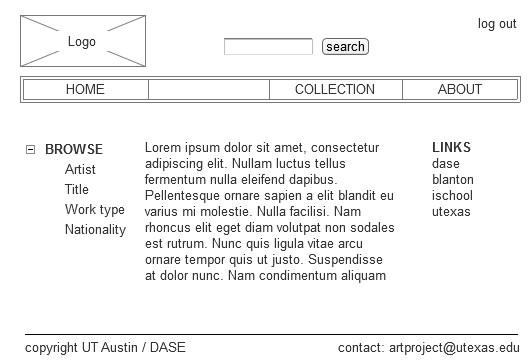 log out
Logo
search
HOME COLLECTION ABOUT
BROWSE
Artist
Title
Work type
Nationality
Lorem ipsum dolor sit amet, consectetur
adipiscing elit. Nullam luctus tellus
fermentum nulla eleifend dapibus.
Pellentesque ornare sapien a elit blandit eu
varius mi molestie. Nulla facilisi. Nam
rhoncus elit eget diam volutpat non sodales
est rutrum. Nunc quis ligula vitae arcu
ornare tempor quis ut justo. Suspendisse
at dolor nunc. Nam condimentum aliquam
LINKS
dase
blanton
ischool
utexas
copyright UT Austin / DASE
contact: artproject@utexas.edu